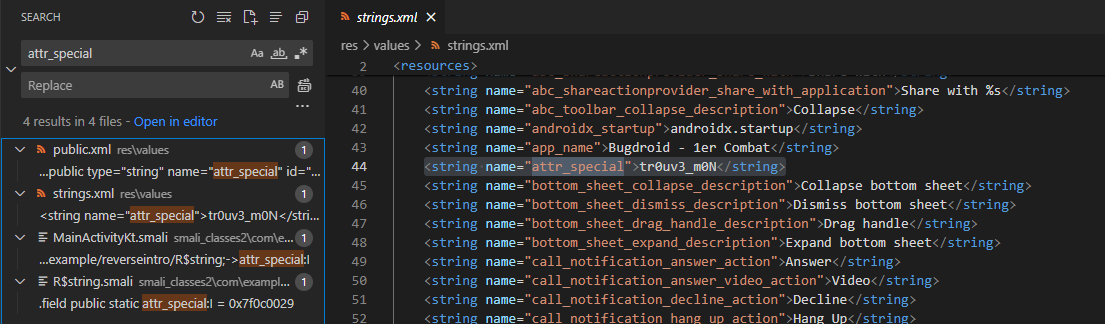 SEARCH
attr_special
Aa ab
Replace
AB
4 results in 4 files - Open in editor
public.xml res\values 1
...public type="string" name="attr_special" id="...
strings.xml res\values 1
<string name="attr_special">tr0uv3_m0N</stri...
MainActivityKt.smali smali_classes2\com\e... 1
...example/reverseintro/R$string;->attr_special:I
R$string.smali smali_classes2\com\exampl... 1
.field public static attr_special:I = 0x7f0c0029
strings.xml
res > values > strings.xml
2 <resources>
40 <string name="abc_shareactionprovider_share_with_application">Share with %s</string>
41 <string name="abc_toolbar_collapse_description">Collapse</string>
42 <string name="androidx_startup">androidx.startup</string>
43 <string name="app_name">Bugdroid - 1er Combat</string>
44 <string name="attr_special">tr0uv3_m0N</string>
45 <string name="bottom_sheet_collapse_description">Collapse bottom sheet</string>
46 <string name="bottom_sheet_dismiss_description">Dismiss bottom sheet</string>
47 <string name="bottom_sheet_drag_handle_description">Drag handle</string>
48 <string name="bottom_sheet_expand_description">Expand bottom sheet</string>
49 <string name="call_notification_answer_action">Answer</string>
50 <string name="call_notification_answer_video_action">Video</string>
51 <string name="call_notification_decline_action">Decline</string>
52 <string name="call_notification_hang_up_action">Hang Up</string>